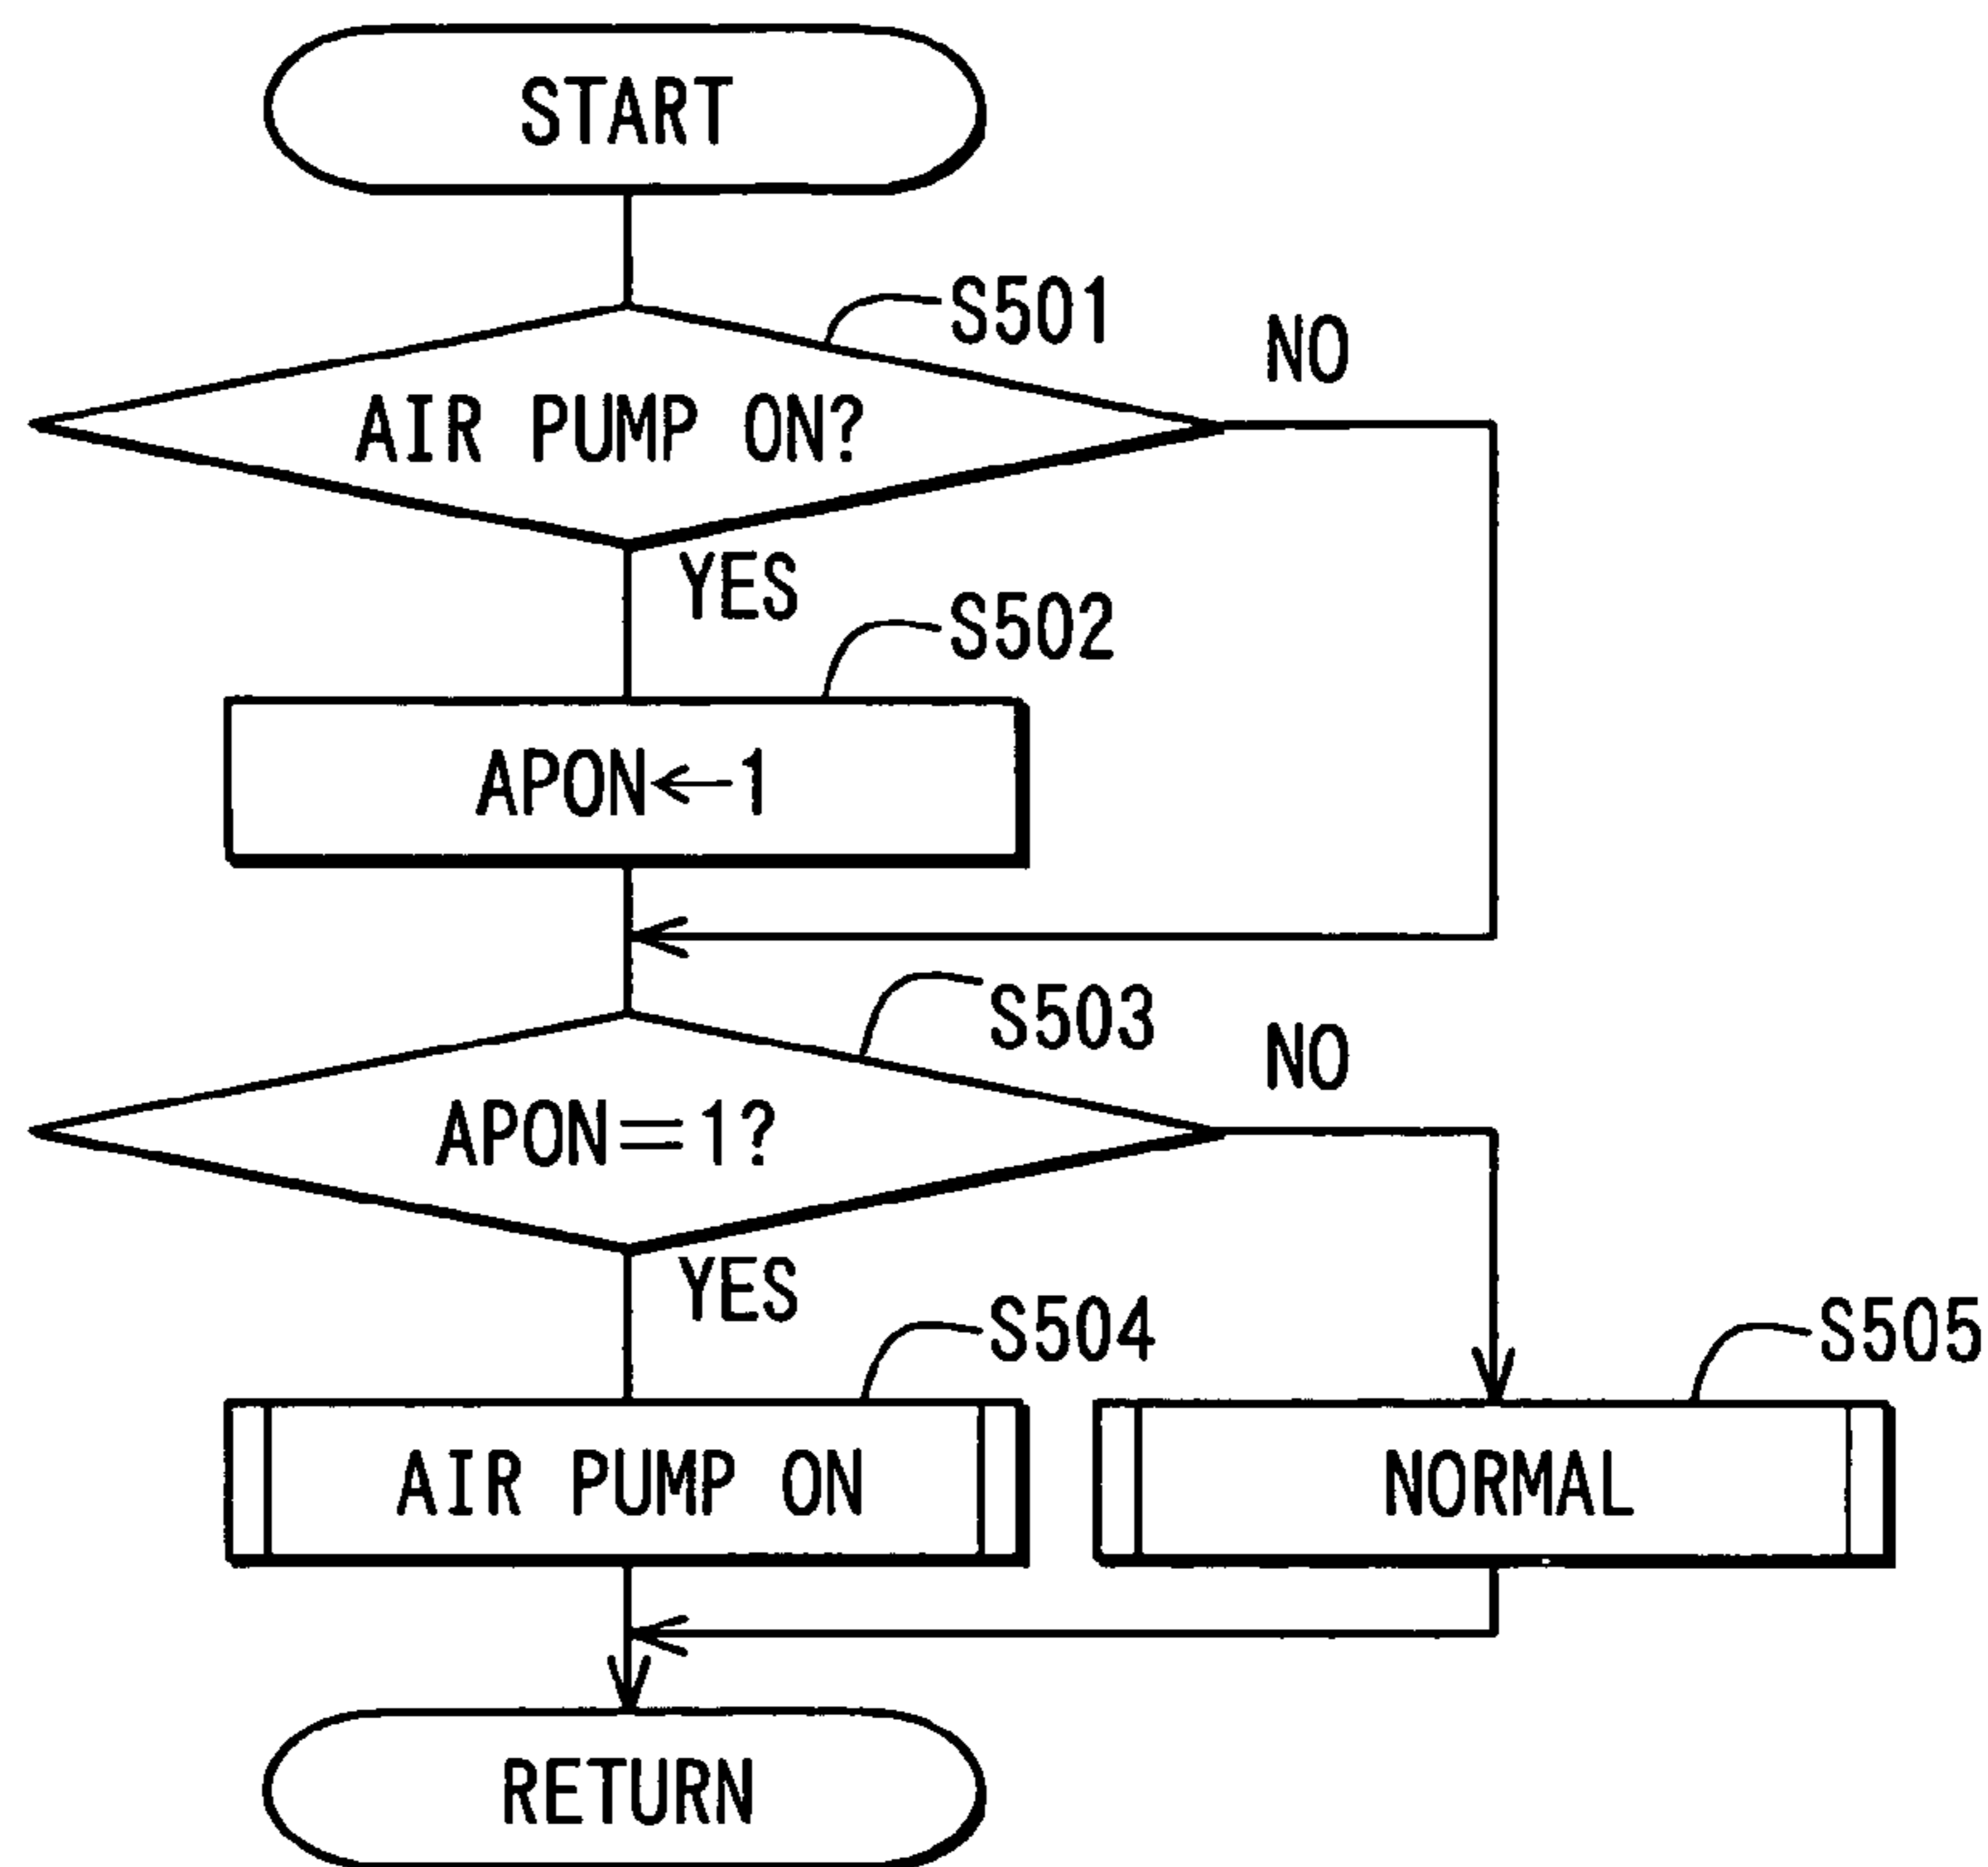 START
S501
NO
AIR PUMP ON?
YES
S502
APON←1
S503
NO
APON=1?
YES
S504
S505
AIR PUMP ON
NORMAL
RETURN